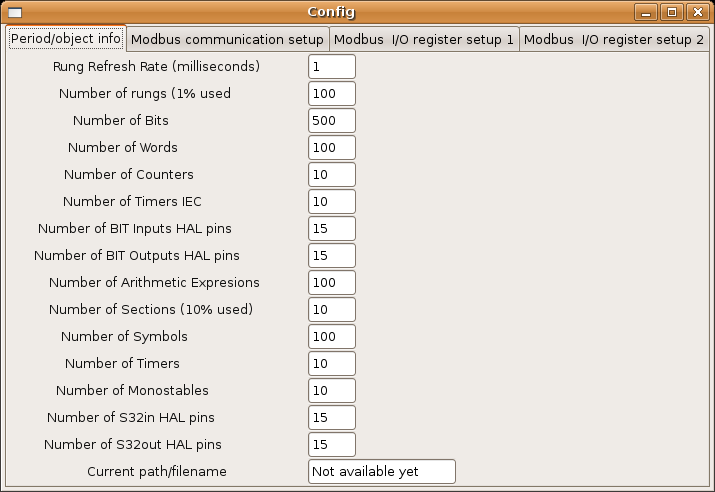 Config
Period/object info Modbus communication setup Modbus I/O register setup 1 Modbus I/O register setup 2
Rung Refresh Rate (milliseconds) 1
Number of rungs (1% used 100
Number of Bits 500
Number of Words 100
Number of Counters 10
Number of Timers IEC 10
Number of BIT Inputs HAL pins 15
Number of BIT Outputs HAL pins 15
Number of Arithmetic Expresions 100
Number of Sections (10% used) 10
Number of Symbols 100
Number of Timers 10
Number of Monostables 10
Number of S32in HAL pins 15
Number of S32out HAL pins 15
Current path/filename Not available yet